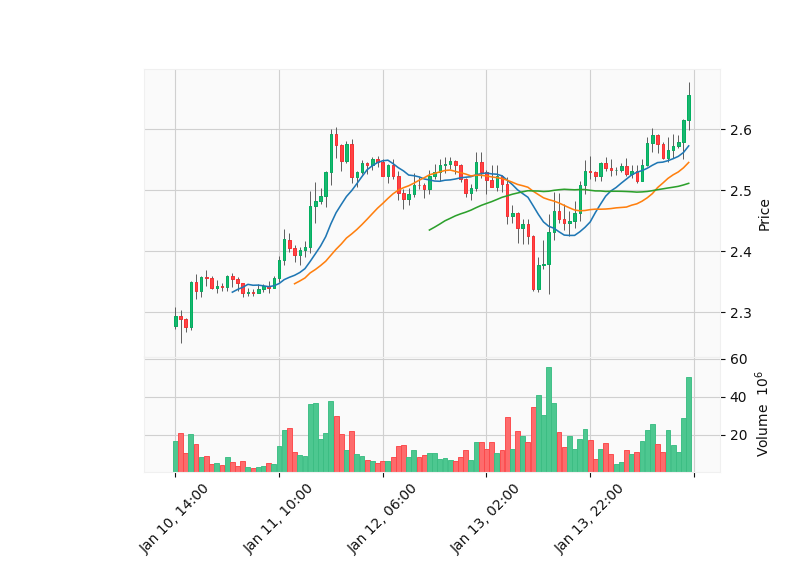 2.6
2.5
2.4
2.3
Price
60
40
20
Volume 10^6
Jan 10, 14:00
Jan 11, 10:00
Jan 12, 06:00
Jan 13, 02:00
Jan 13, 22:00